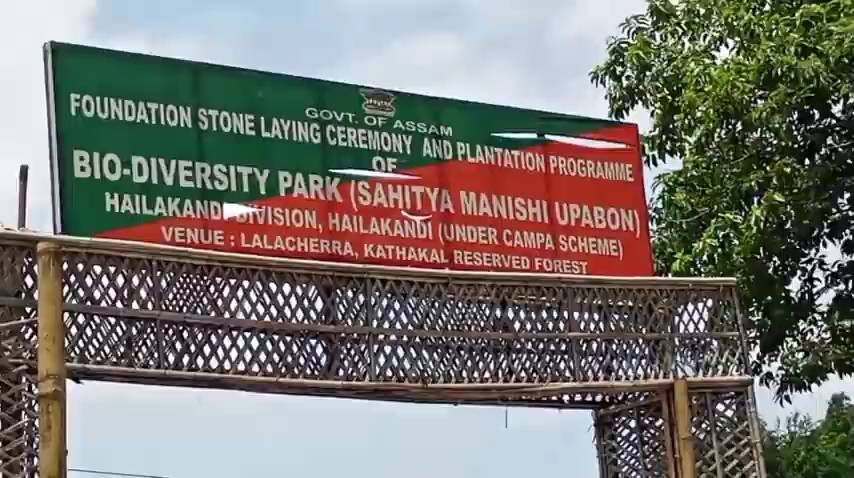 GOVT. OF ASSAM
FOUNDATION STONE LAYING CEREMONY AND PLANTATION PROGRAMME
OF
BIO-DIVERSITY PARK (SAHITYA MANISHI UPABON)
HAILAKANDI DIVISION, HAILAKANDI (UNDER CAMPA SCHEME)
VENUE : LALACHERRA, KATHAKAL RESERVED FOREST